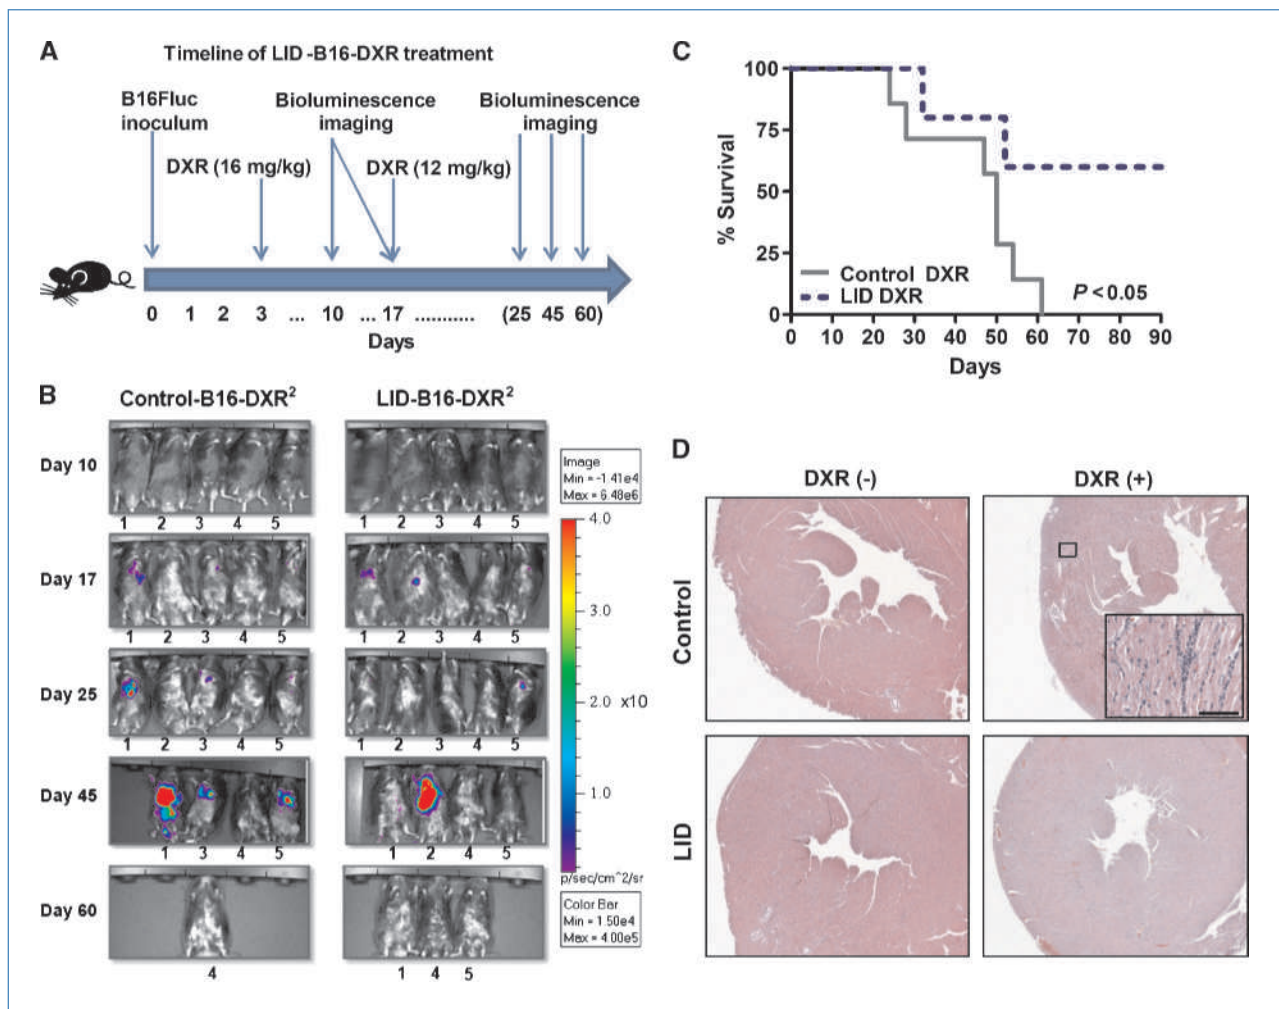 A
Timeline of LID -B16-DXR treatment
B16Fluc
inoculum
Bioluminescence
imaging
Bioluminescence
imaging
DXR (16 mg/kg)
DXR (12 mg/kg)
0 1 2 3 ... 10 ... 17 ........... (25 45 60)
Days
B
Control-B16-DXR²
LID-B16-DXR²
Day 10
1 2 3 4 5
1 2 3 4 5
Day 17
1 2 3 4 5
1 2 3 4 5
Day 25
1 2 3 4 5
1 2 3 4 5
Day 45
1 3 4 5
1 2 4 5
Day 60
4
1 4 5
Image
Min = -1.41e4
Max = 6.48e6
4.0
3.0
2.0 x10
1.0
p/sec/cm^2/sr
Color Bar
Min = 1.50e4
Max = 4.00e5
C
% Survival
100
75
50
25
0
Control DXR
LID DXR
P < 0.05
0 10 20 30 40 50 60 70 80 90
Days
D
DXR (-)
DXR (+)
Control
LID